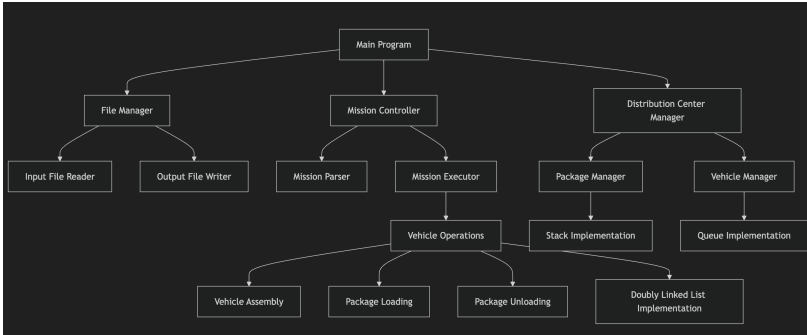 Main Program
File Manager
Mission Controller
Distribution Center
Manager
Input File Reader
Output File Writer
Mission Parser
Mission Executor
Package Manager
Vehicle Manager
Vehicle Operations
Stack Implementation
Queue Implementation
Vehicle Assembly
Package Loading
Package Unloading
Doubly Linked List
Implementation